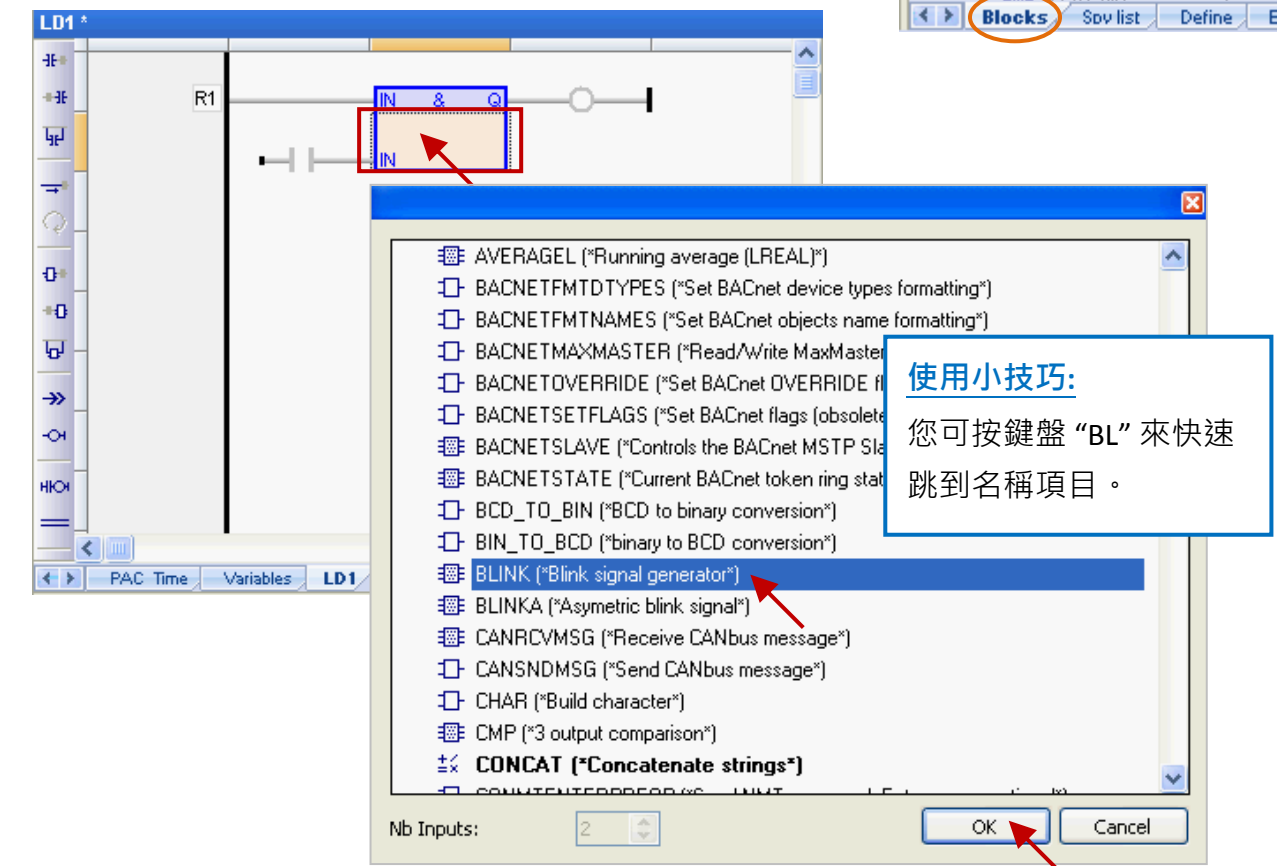 LD1 *
Blocks
Spy list
Define
R1
IN & Q
IN
AVERAGEL (*Running average (LREAL)*)
BACNETFMTDTYPES (*Set BACnet device types formatting*)
BACNETFMTNAMES (*Set BACnet objects name formatting*)
BACNETMAXMASTER (*Read/Write MaxMaster
BACNETOVERRIDE (*Set BACnet OVERRIDE
BACNETSETFLAGS (*Set BACnet flags (obsolete
BACNETSLAVE (*Controls the BACnet MSTP Sla
BACNETSTATE (*Current BACnet token ring stat
BCD_TO_BIN (*BCD to binary conversion*)
BIN_TO_BCD (*binary to BCD conversion*)
BLINK (*Blink signal generator*)
BLINKA (*Asymetric blink signal*)
CANRCVMSG (*Receive CANbus message*)
CANSNDMSG (*Send CANbus message*)
CHAR (*Build character*)
CMP (*3 output comparison*)
CONCAT (*Concatenate strings*)
使用小技巧:
您可按鍵盤 “BL” 來快速
跳到名稱項目。
PAC Time
Variables
LD1
Nb Inputs:
2
OK
Cancel